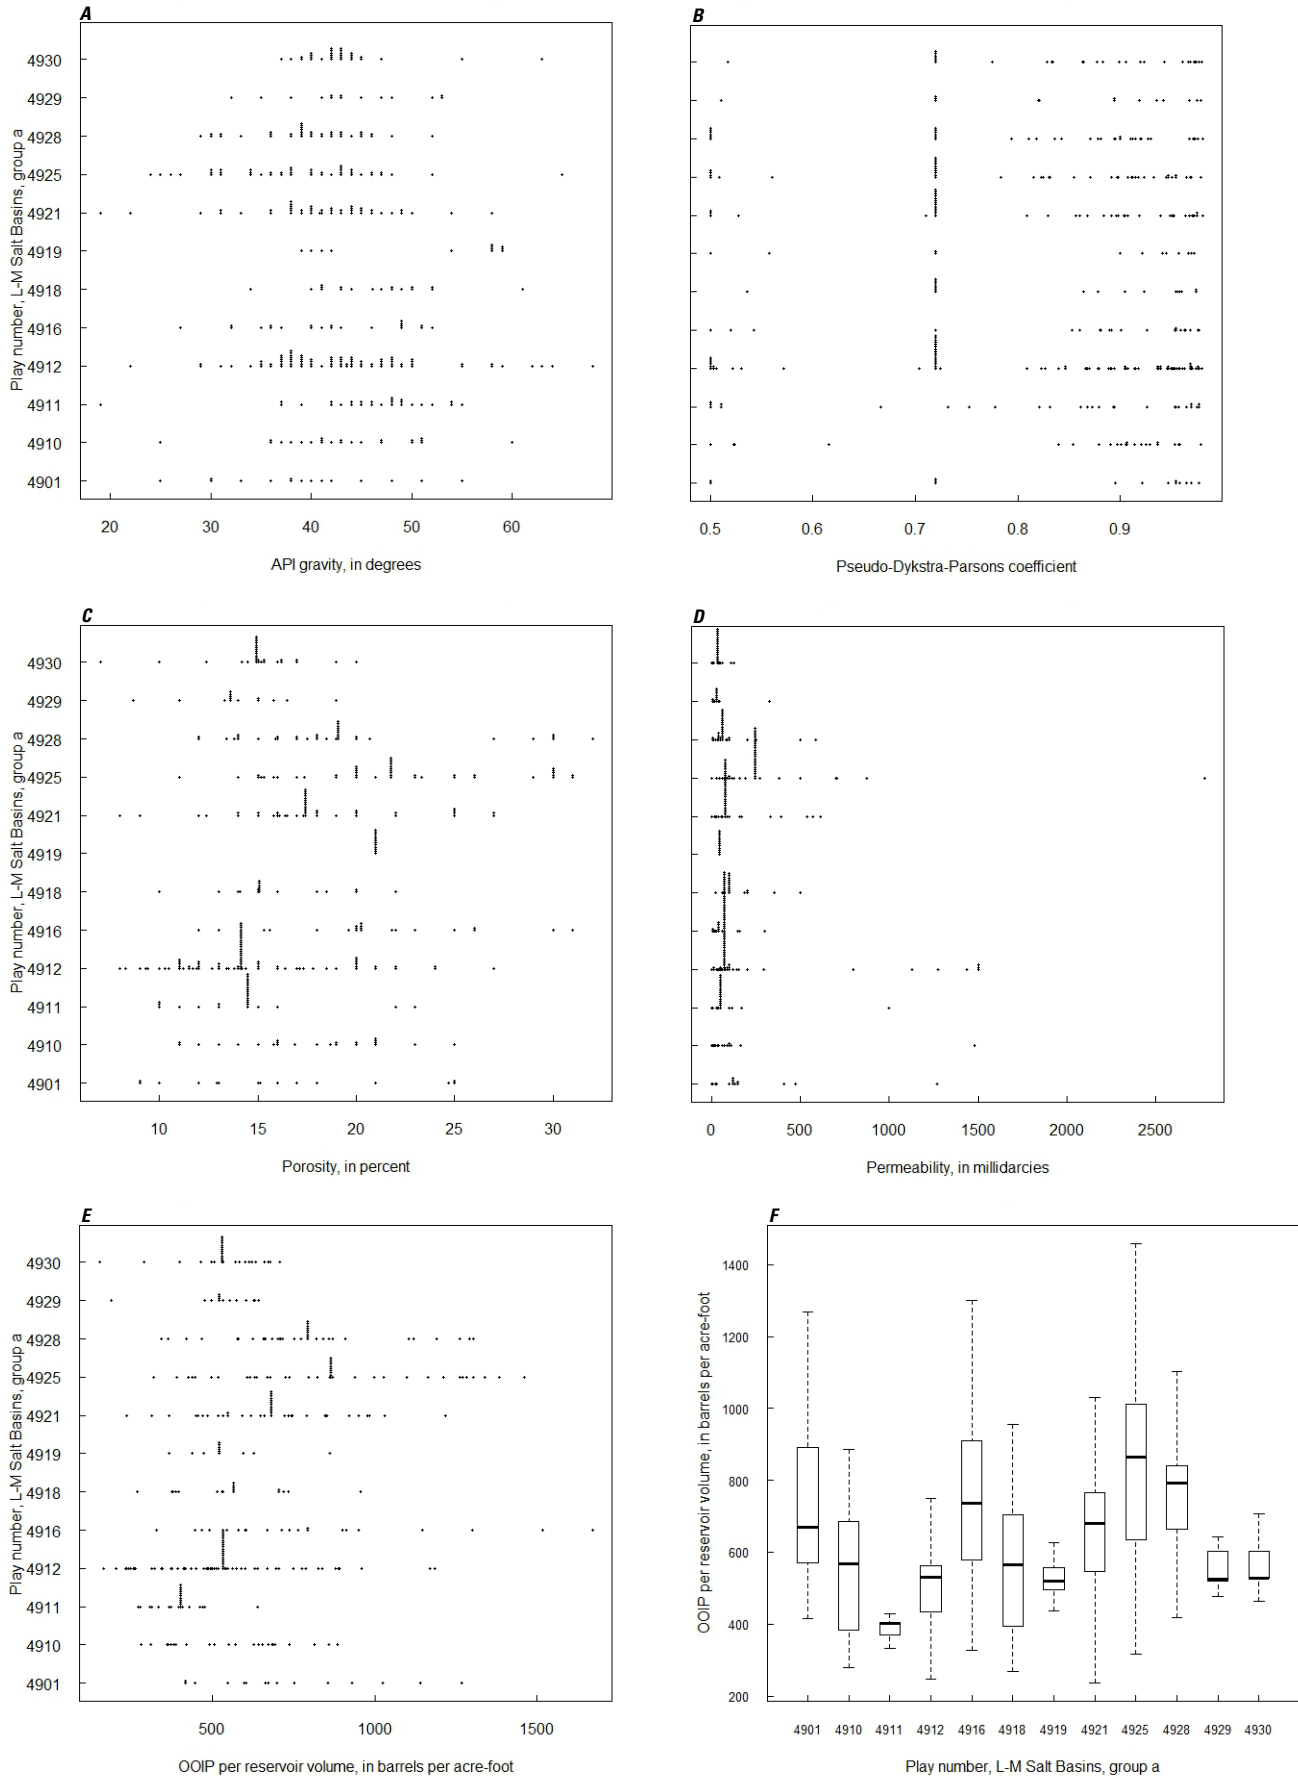 A
Play number, L-M Salt Basins, group a
4930
4929
4928
4925
4921
4919
4918
4916
4912
4911
4910
4901
20 30 40 50 60
API gravity, in degrees
B
0.5 0.6 0.7 0.8 0.9
Pseudo-Dykstra-Parsons coefficient
C
Play number, L-M Salt Basins, group a
4930
4929
4928
4925
4921
4919
4918
4916
4912
4911
4910
4901
10 15 20 25 30
Porosity, in percent
D
0 500 1000 1500 2000 2500
Permeability, in millidarcies
E
Play number, L-M Salt Basins, group a
4930
4929
4928
4925
4921
4919
4918
4916
4912
4911
4910
4901
500 1000 1500
OOIP per reservoir volume, in barrels per acre-foot
F
OOIP per reservoir volume, in barrels per acre-foot
1400
1200
1000
800
600
400
200
4901 4910 4911 4912 4916 4918 4919 4921 4925 4928 4929 4930
Play number, L-M Salt Basins, group a